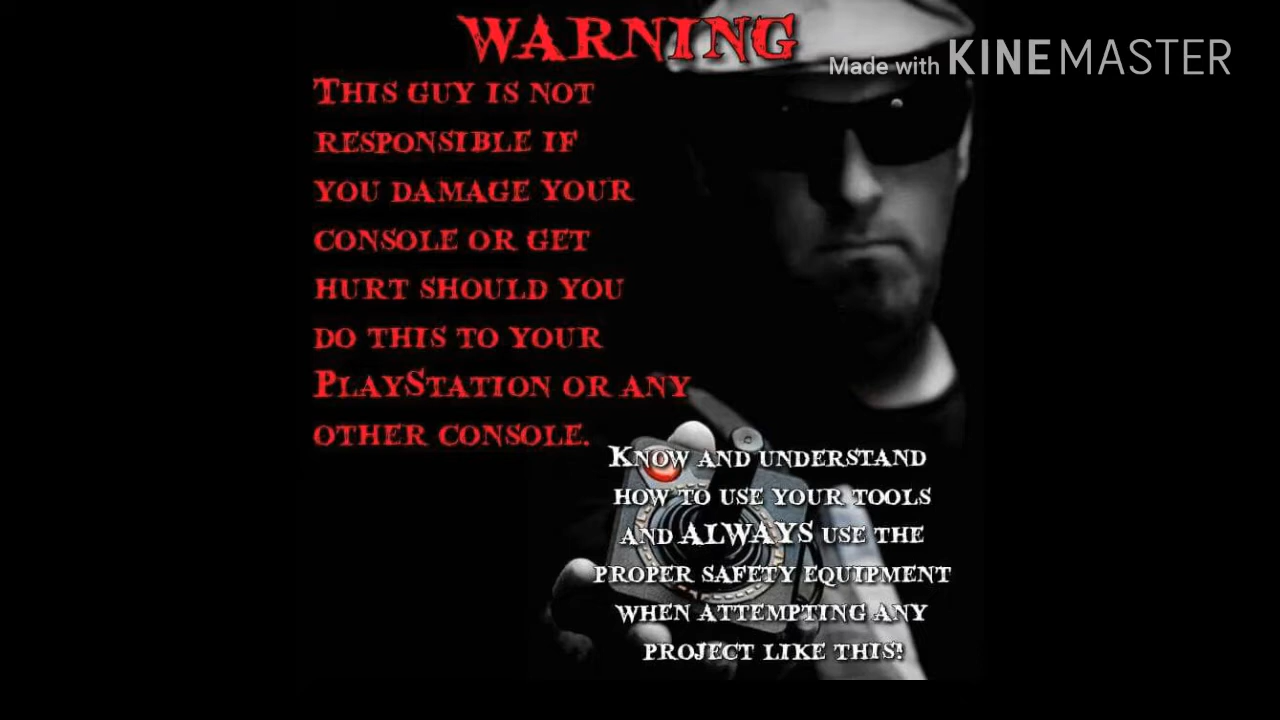 WARNING
Made with KINEMASTER
THIS GUY IS NOT
RESPONSIBLE IF
YOU DAMAGE YOUR
CONSOLE OR GET
HURT SHOULD YOU
DO THIS TO YOUR
PLAYSTATION OR ANY
OTHER CONSOLE.
KNOW AND UNDERSTAND
HOW TO USE YOUR TOOLS
AND ALWAYS USE THE
PROPER SAFETY EQUIPMENT
WHEN ATTEMPTING ANY
PROJECT LIKE THIS!